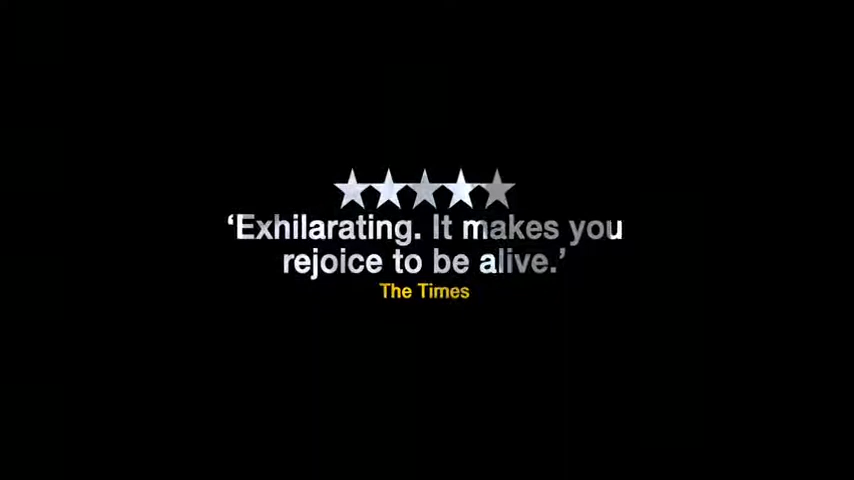 ★★★★★
‘Exhilarating. It makes you
rejoice to be alive.’
The Times